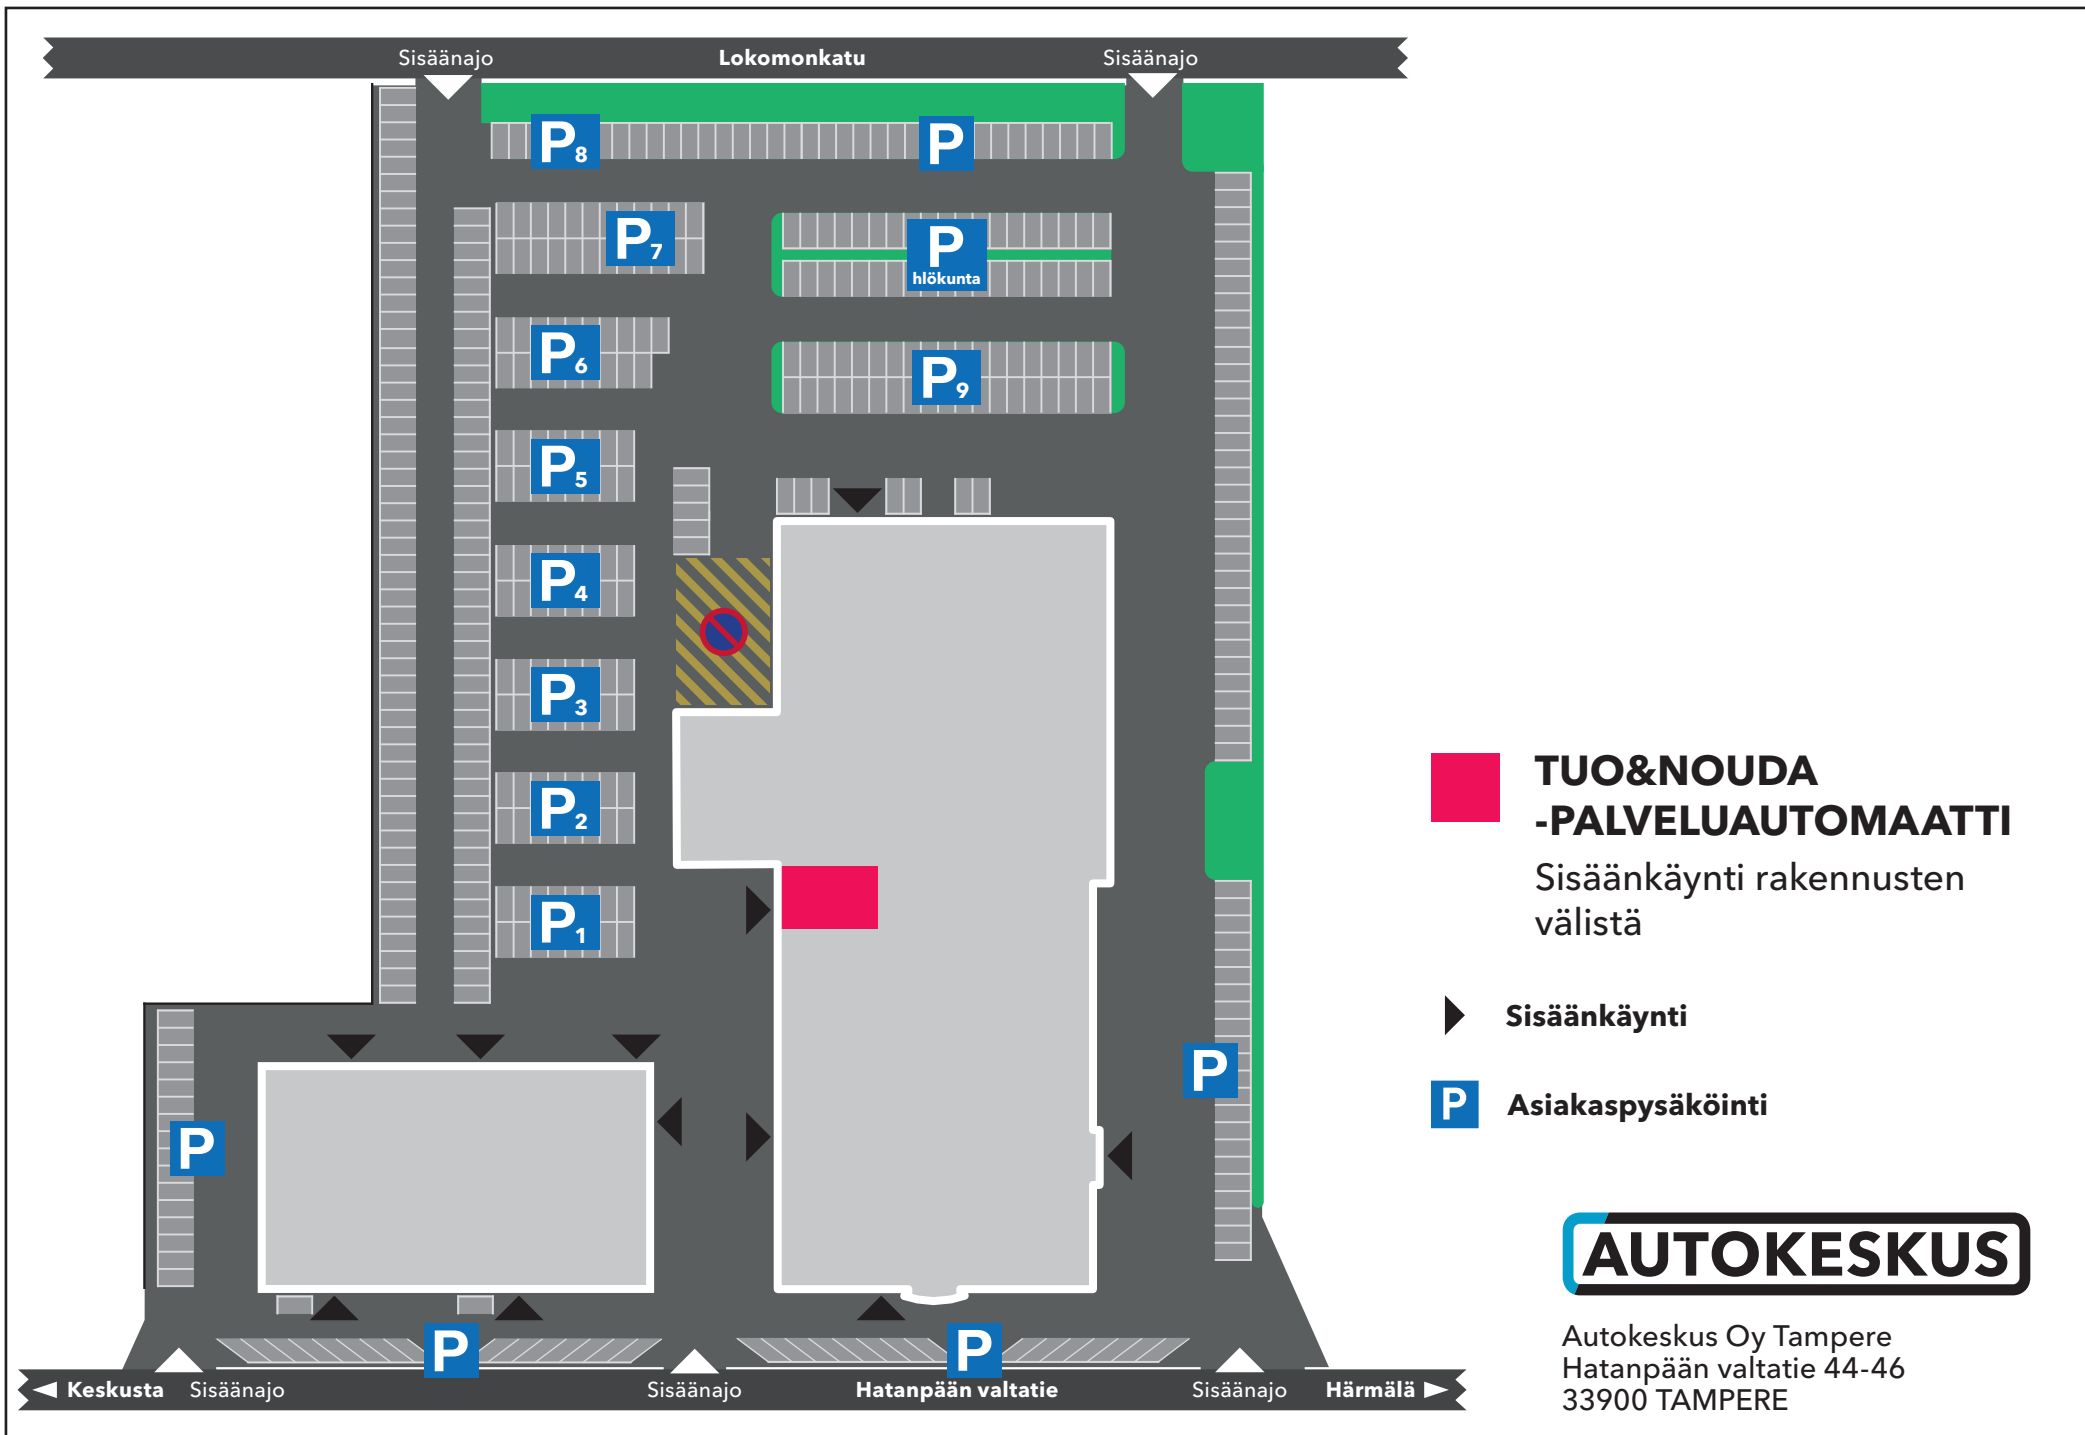 Sisäänajo
Lokomonkatu
Sisäänajo
P8
P
P7
P
hlökunta
P6
P9
P5
P4
P3
P2
P1
P
P
P
P
TUO&NOUDA
-PALVELUAUTOMAATTI
Sisäänkäynti rakennusten
välistä
Sisäänkäynti
P
Asiakaspysäköinti
AUTOKESKUS
Autokeskus Oy Tampere
Hatanpään valtatie 44-46
33900 TAMPERE
Keskusta
Sisäänajo
Sisäänajo
Hatanpään valtatie
Sisäänajo
Härmälä